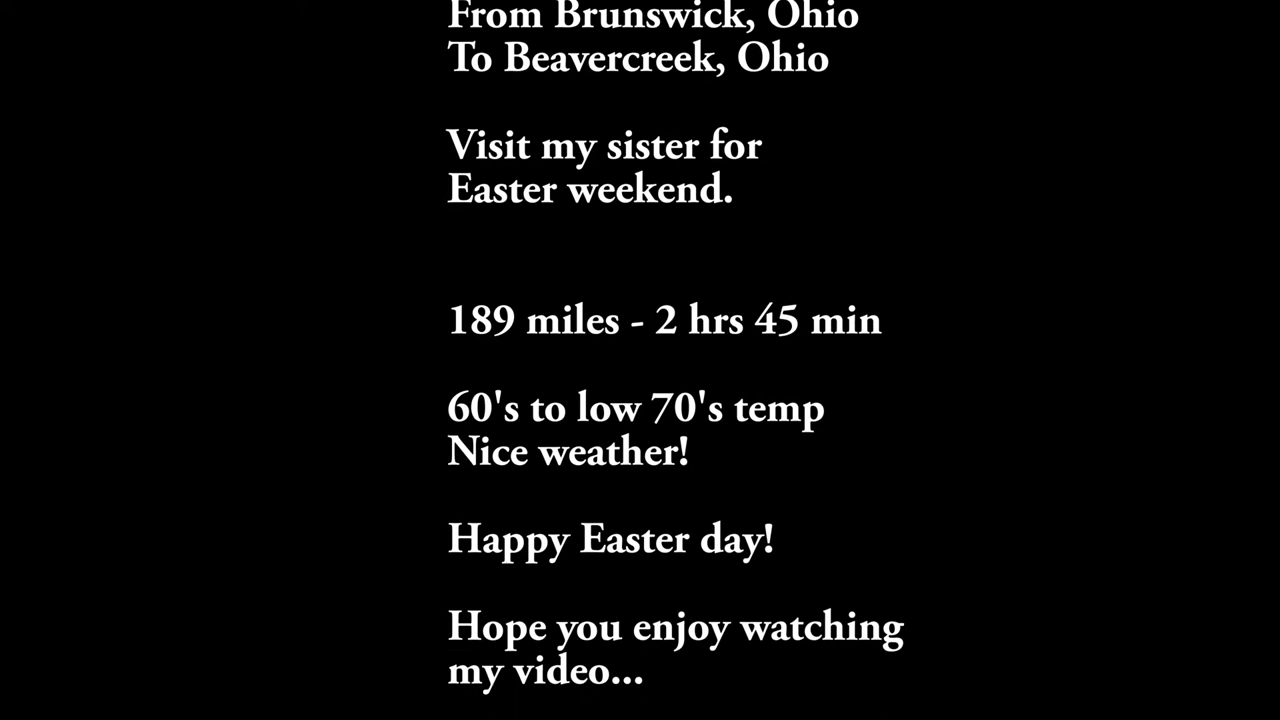 From Brunswick, Ohio
To Beavercreek, Ohio
Visit my sister for
Easter weekend.
189 miles - 2 hrs 45 min
60's to low 70's temp
Nice weather!
Happy Easter day!
Hope you enjoy watching
my video...